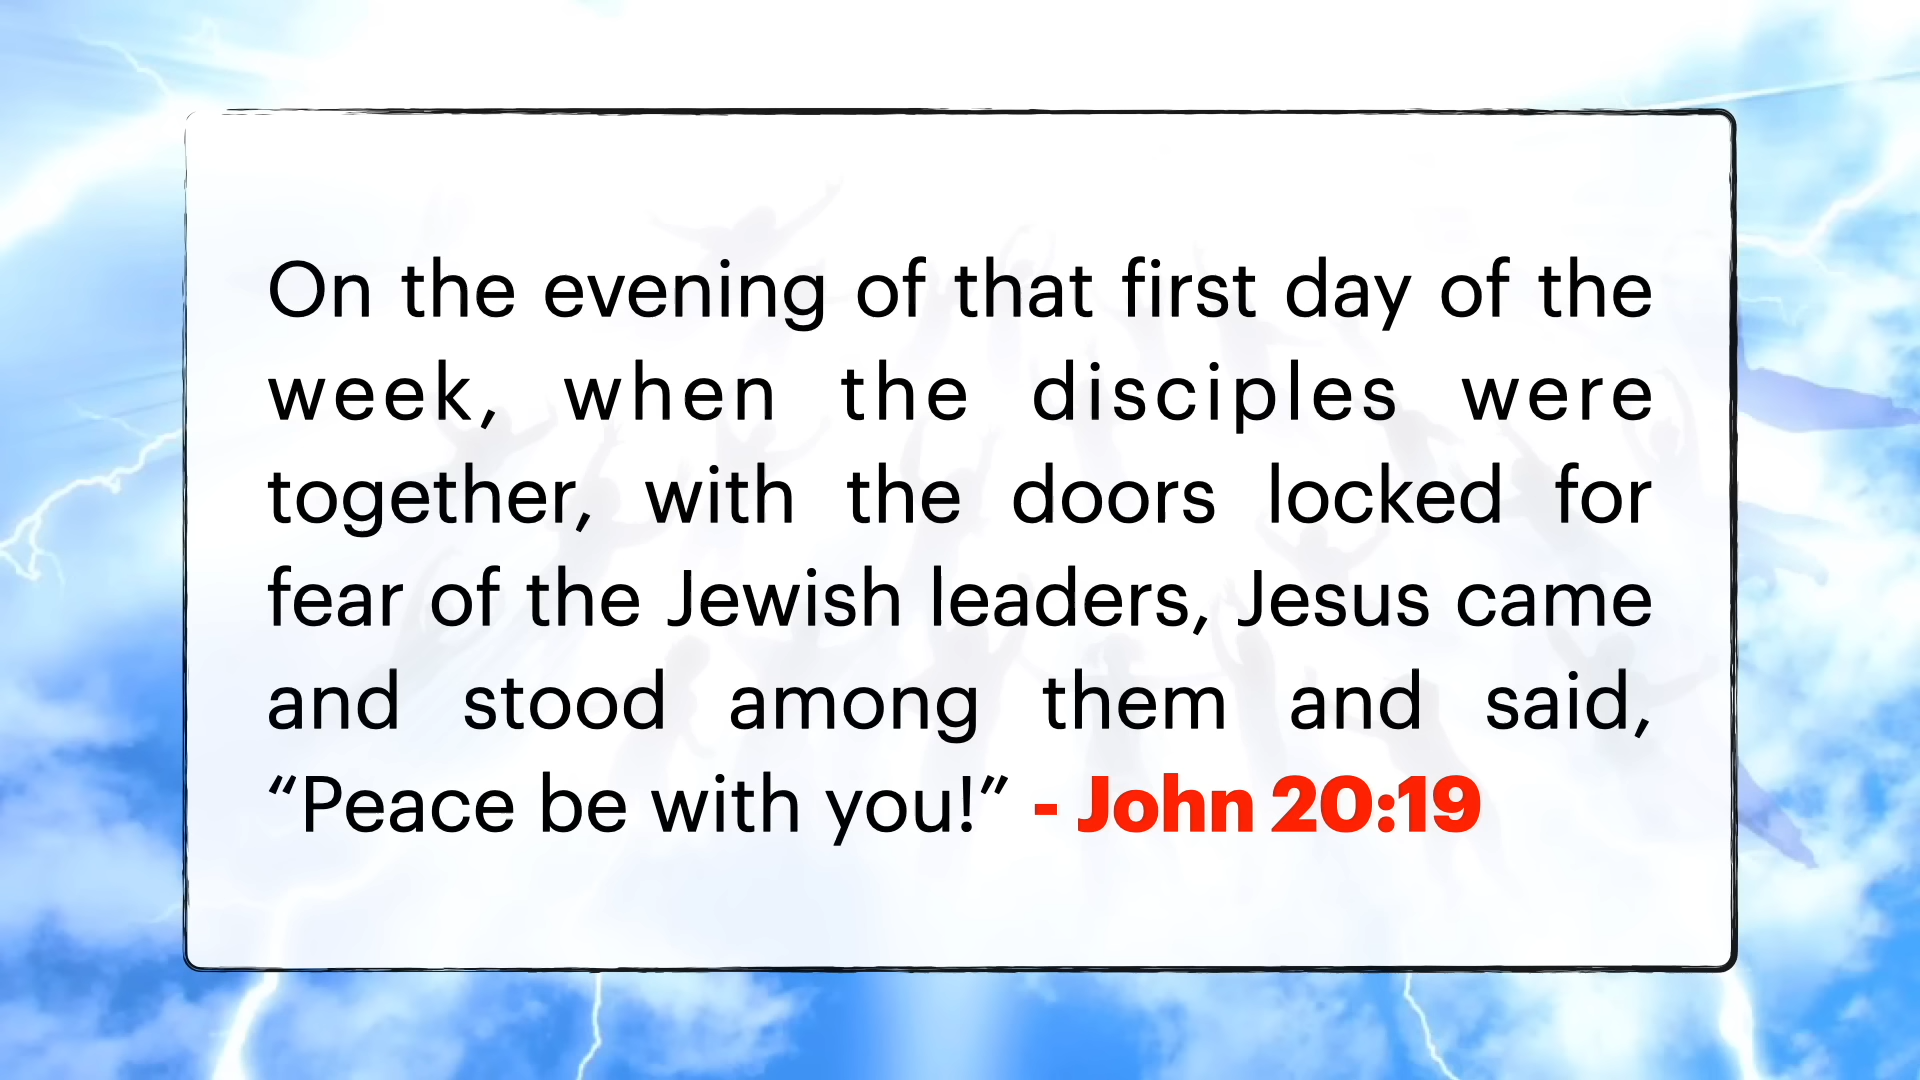 On the evening of that first day of the
week, when the disciples were
together, with the doors locked for
fear of the Jewish leaders, Jesus came
and stood among them and said,
“Peace be with you!” - John 20:19